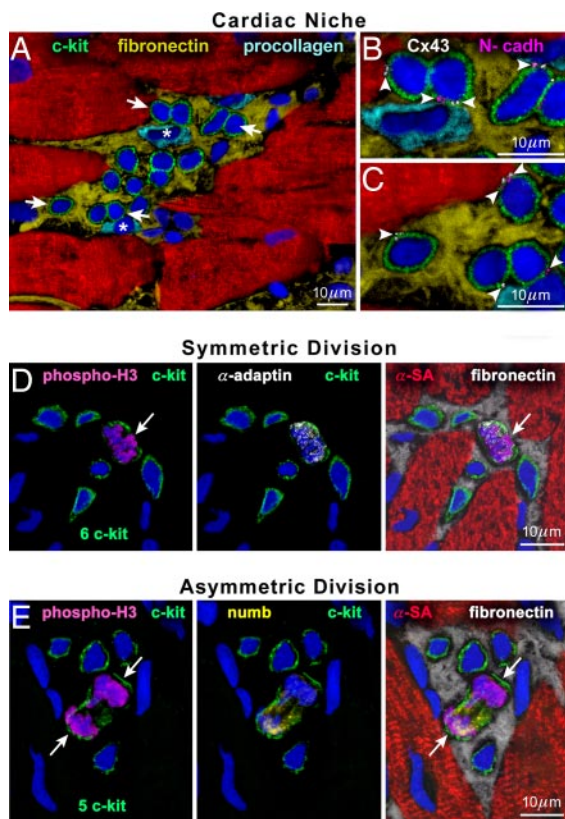 Cardiac Niche
A c-kit fibronectin procollagen
* *
10μm
B Cx43 N- cadh
10μm
C
10μm
Symmetric Division
D phospho-H3 c-kit α-adaptin c-kit α-SA fibronectin
6 c-kit 10μm
Asymmetric Division
E phospho-H3 c-kit numb c-kit α-SA fibronectin
5 c-kit 10μm